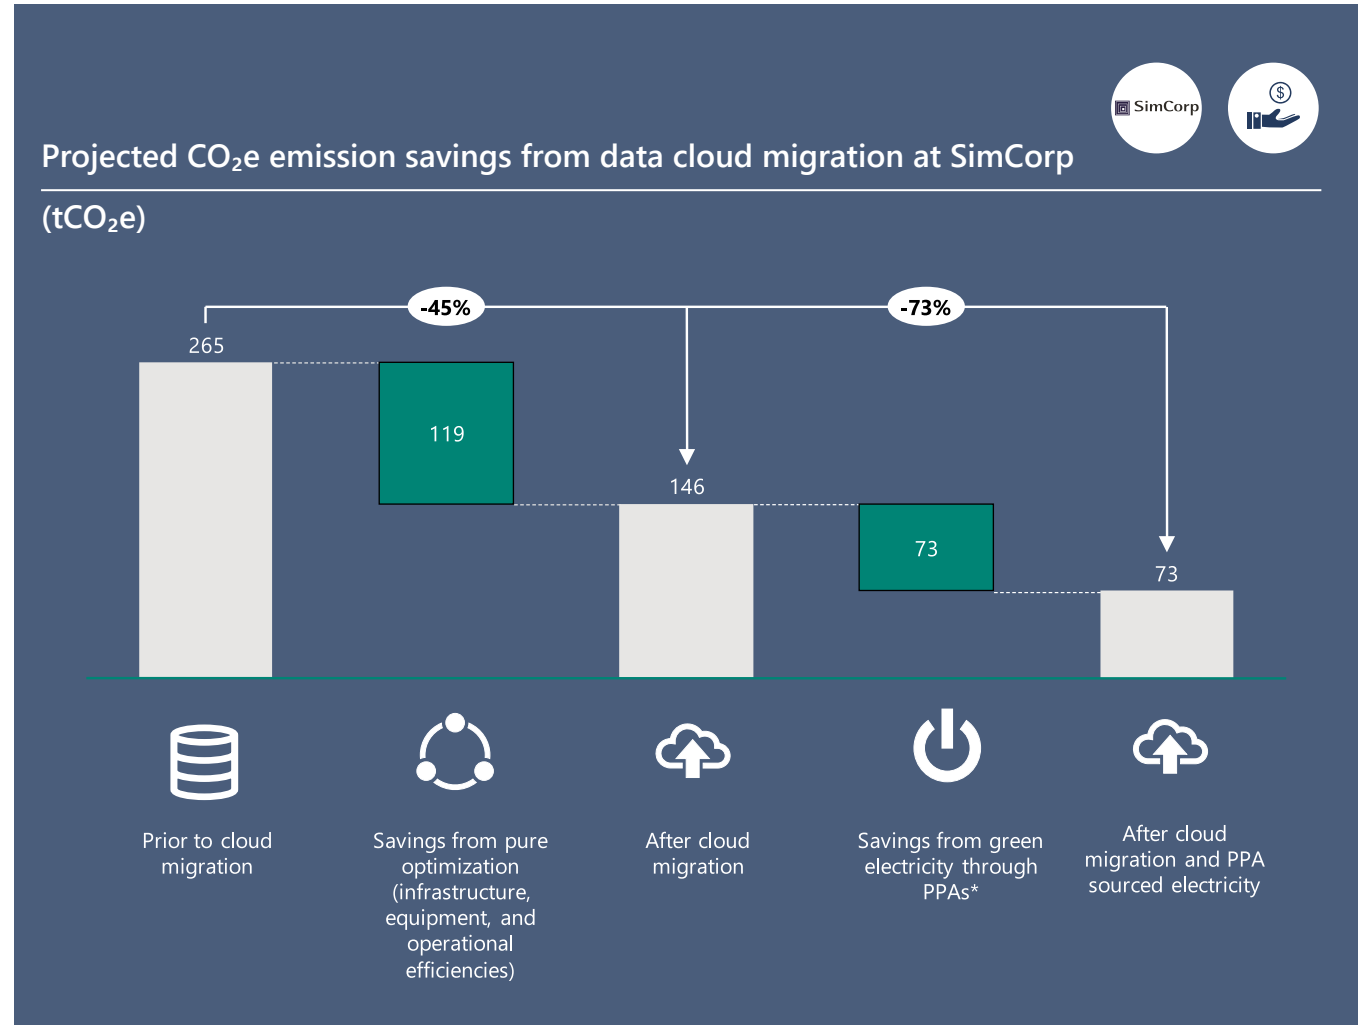 SimCorp
$
Projected CO₂e emission savings from data cloud migration at SimCorp
(tCO₂e)
-45%
-73%
265
119
146
73
73
Prior to cloud
migration
Savings from pure
optimization
(infrastructure,
equipment, and
operational
efficiencies)
After cloud
migration
Savings from green
electricity through
PPAs*
After cloud
migration and PPA
sourced electricity